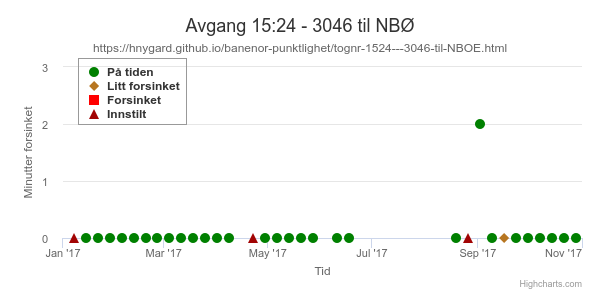 Avgang 15:24 - 3046 til NBØ
https://hnygard.github.io/banenor-punktlighet/tognr-1524---3046-til-NBOE.html
På tiden
Litt forsinket
Forsinket
Innstilt
Minutter forsinket
3
2
1
0
Jan '17
Mar '17
May '17
Jul '17
Sep '17
Nov '17
Tid
Highcharts.com